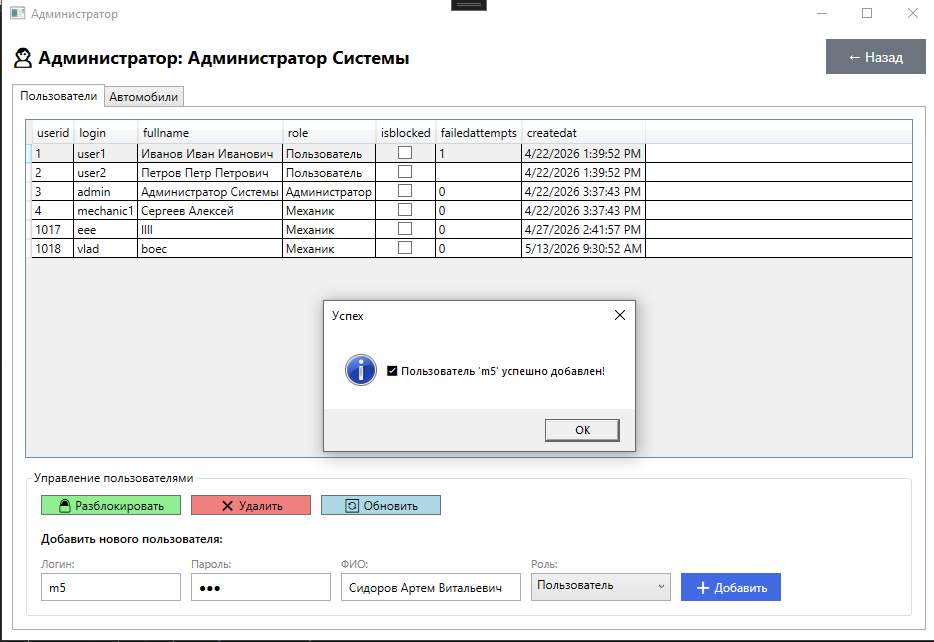 Администратор
Администратор: Администратор Системы
← Назад
Пользователи Автомобили
userid login fullname role isblocked failedattempts createdat
1 user1 Иванов Иван Иванович Пользователь 1 4/22/2026 1:39:52 PM
2 user2 Петров Петр Петрович Пользователь 4/22/2026 1:39:52 PM
3 admin Администратор Системы Администратор 0 4/22/2026 3:37:43 PM
4 mechanic1 Сергеев Алексей Механик 0 4/22/2026 3:37:43 PM
1017 eee llll Механик 0 4/27/2026 2:41:57 PM
1018 vlad boec Механик 0 5/13/2026 9:30:52 AM
Успех
Пользователь 'm5' успешно добавлен!
OK
Управление пользователями
Разблокировать Удалить Обновить
Добавить нового пользователя:
Логин: Пароль: ФИО: Роль:
m5 ●●● Сидоров Артем Витальевич Пользователь + Добавить